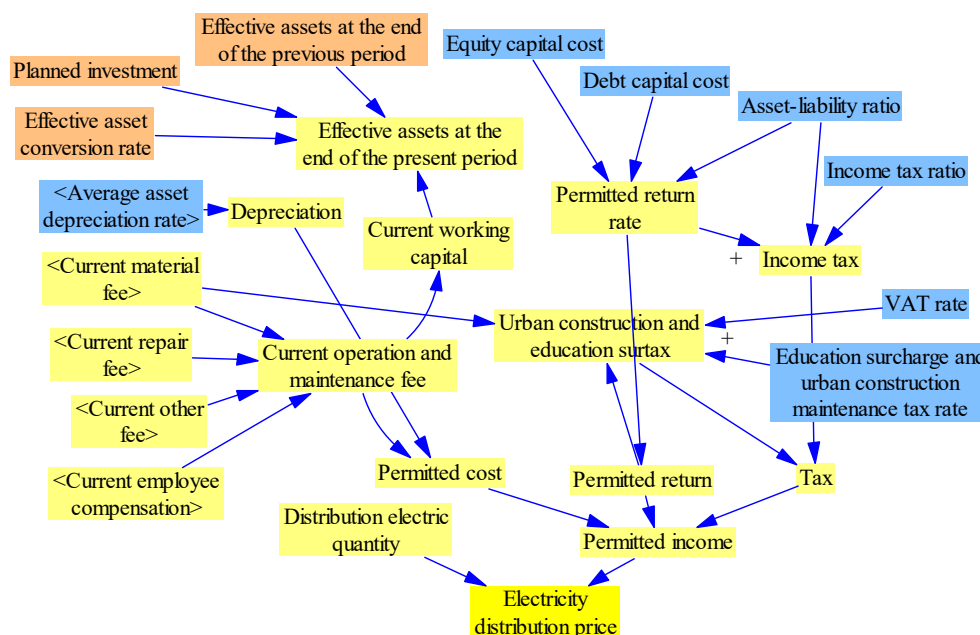 Effective assets at the end
of the previous period
Equity capital cost
Planned investment
Debt capital cost
Asset-liability ratio
Effective asset
conversion rate
Effective assets at the
end of the present period
Income tax ratio
<Average asset
depreciation rate>
Depreciation
Permitted return
rate
Current working
capital
+
Income tax
<Current material
fee>
VAT rate
Urban construction and
education surtax
+
<Current repair
fee>
Current operation and
maintenance fee
Education surcharge and
urban construction
maintenance tax rate
<Current other
fee>
Permitted cost
Permitted return
Tax
<Current employee
compensation>
Distribution electric
quantity
Permitted income
Electricity
distribution price